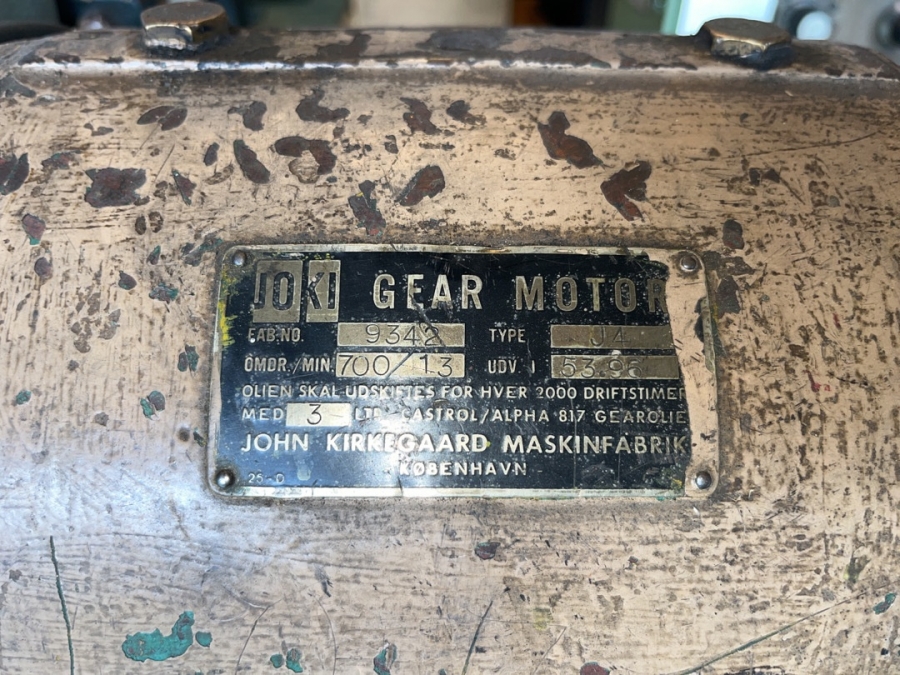 JOKI GEAR MOTOR
FAB.NO. 9342 TYPE J4
OMDR./MIN. 700/13 UDV. I 53.96
OLIEN SKAL UDSKIFTES FOR HVER 2000 DRIFTSTIMER
MED 3 LTR. CASTROL/ALPHA 817 GEAROLIE
JOHN KIRKEGAARD MASKINFABRIK
KØBENHAVN
25-D